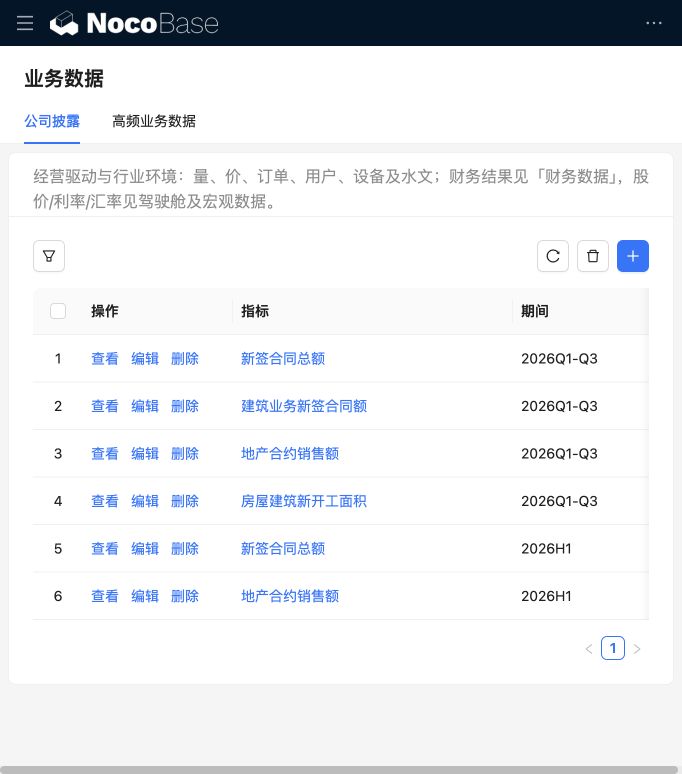 NocoBase
业务数据
公司披露 高频业务数据
经营驱动与行业环境：量、价、订单、用户、设备及水文；财务结果见「财务数据」，股
价/利率/汇率见驾驶舱及宏观数据。
操作 指标 期间
1 查看 编辑 删除 新签合同总额 2026Q1-Q3
2 查看 编辑 删除 建筑业务新签合同额 2026Q1-Q3
3 查看 编辑 删除 地产合约销售额 2026Q1-Q3
4 查看 编辑 删除 房屋建筑新开工面积 2026Q1-Q3
5 查看 编辑 删除 新签合同总额 2026H1
6 查看 编辑 删除 地产合约销售额 2026H1
1